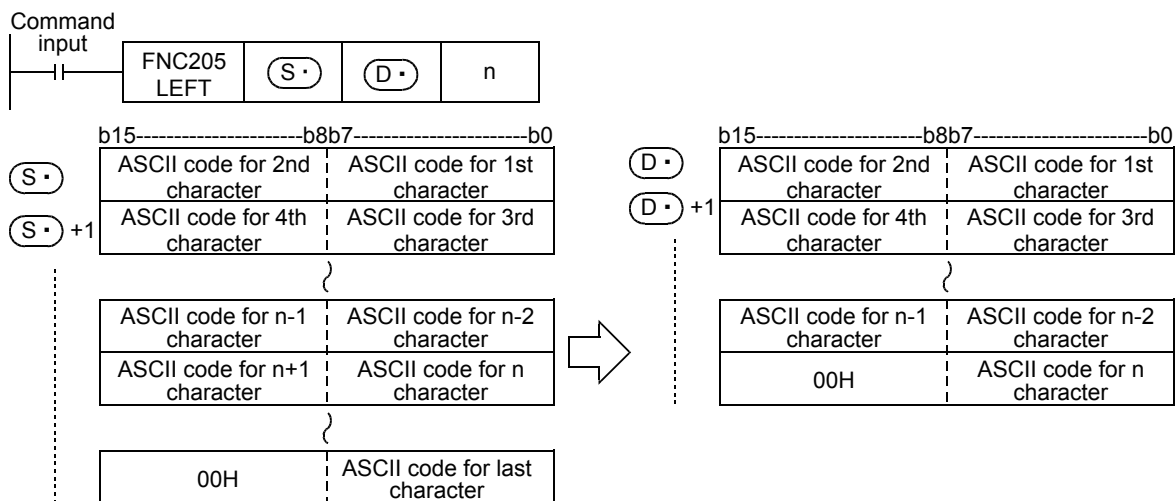 Command
input
FNC205
LEFT
S·
D·
n
b15-----------------------b8b7-----------------------b0
S·
ASCII code for 2nd
character
ASCII code for 1st
character
S· +1
ASCII code for 4th
character
ASCII code for 3rd
character
ASCII code for n-1
character
ASCII code for n-2
character
ASCII code for n+1
character
ASCII code for n
character
00H
ASCII code for last
character
b15-----------------------b8b7-----------------------b0
D·
ASCII code for 2nd
character
ASCII code for 1st
character
D· +1
ASCII code for 4th
character
ASCII code for 3rd
character
ASCII code for n-1
character
ASCII code for n-2
character
00H
ASCII code for n
character